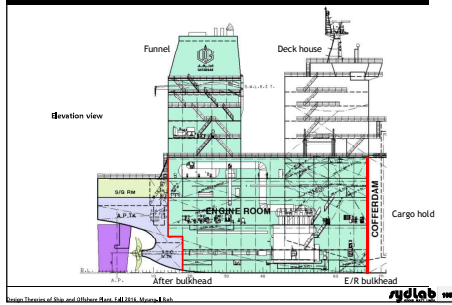 Funnel
Deck house
Elevation view
S/G RM
A.P.TK
ENGINE ROOM
COFFERDAM
Cargo hold
A.P.
After bulkhead
E/R bulkhead
Design Theories of Ship and Offshore Plant, Fall 2016, Myung-Il Roh
sydlab